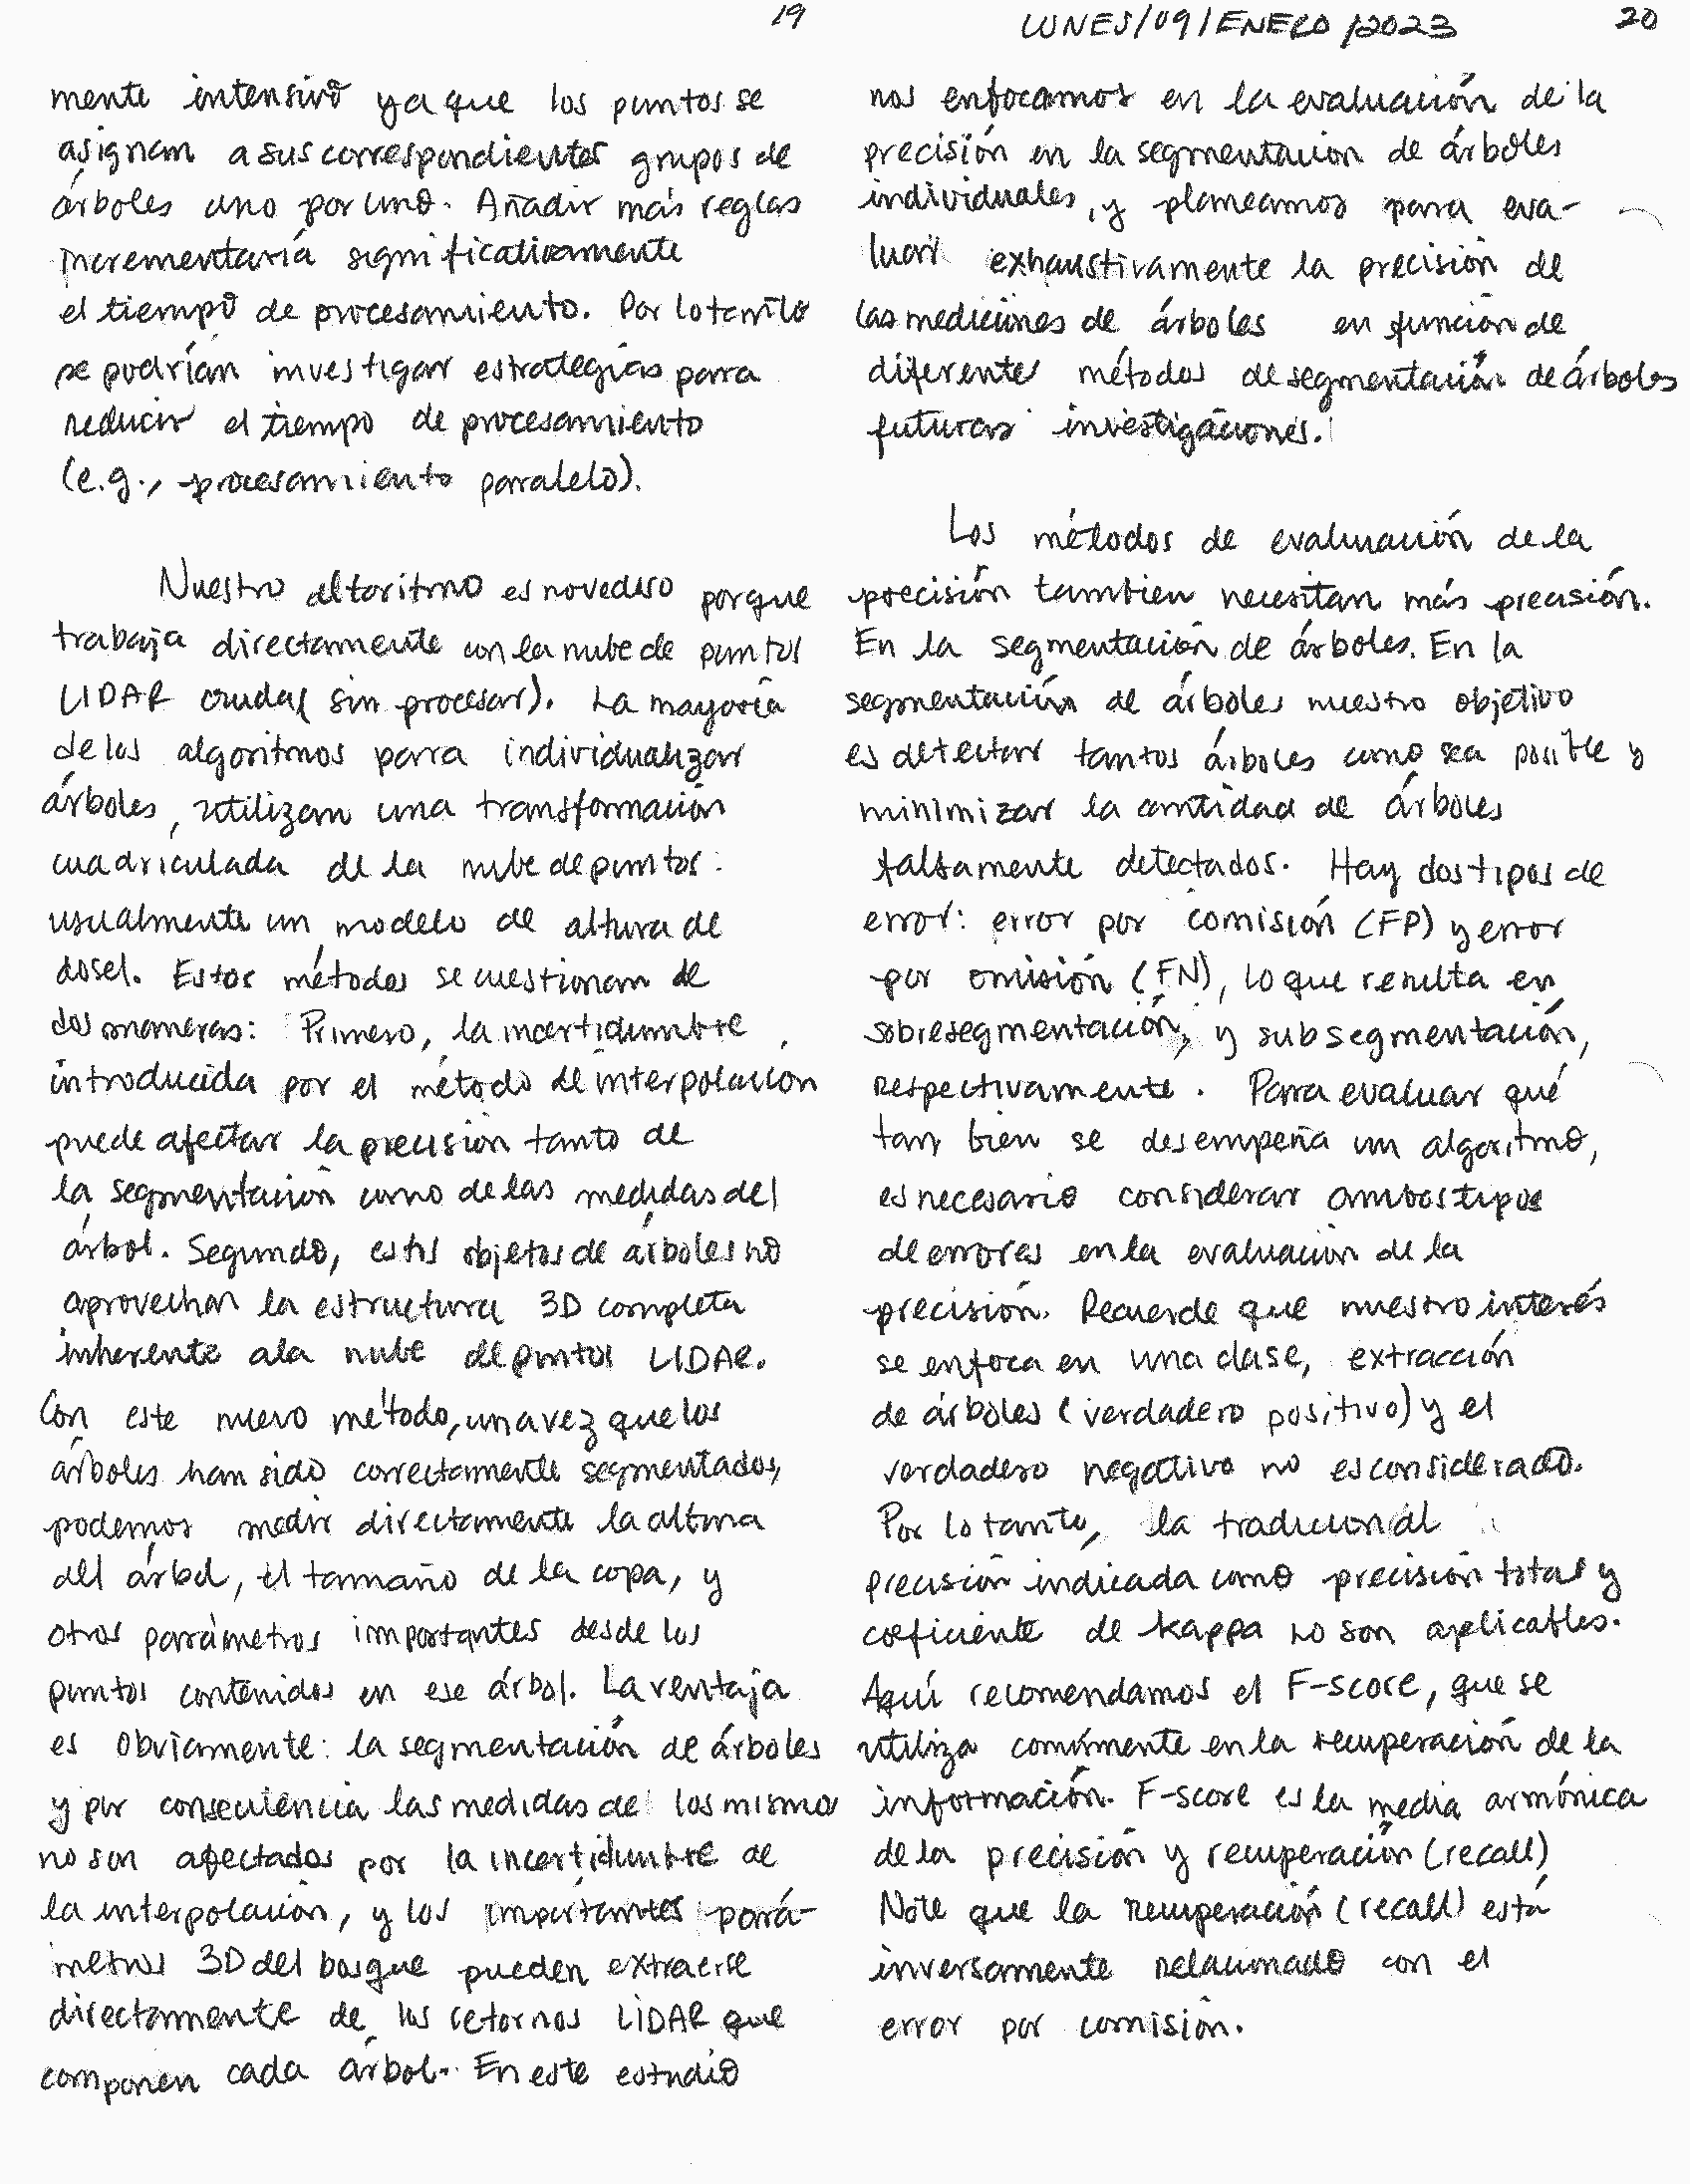 19
mente intensivo ya que los puntos se
asignan a sus correspondientes grupos de
árboles uno por uno. Añadir más reglas
incrementaría significativamente
el tiempo de procesamiento. Por lo tanto
se podrían investigar estrategias para
reducir el tiempo de procesamiento
(e.g., procesamiento paralelo).
Nuestro altoritmo es novedoso porque
trabaja directamente con la nube de puntos
LIDAR cruda( sin procesar). La mayoría
de los algoritmos para individualizar
árboles, utilizan una transformación
cuadriculada de la nube de puntos:
usualmente un modelo de altura de
dosel. Estos métodos se cuestionan de
dos maneras: Primero, la incertidumbre
introducida por el método de interpolación
puede afectar la precisión tanto de
la segmentación como de las medidas del
árbol. Segundo, estos objetos de árboles no
aprovechan la estructura 3D completa
inherente a la nube de puntos LIDAR.
Con este nuevo método, una vez que los
árboles han sido correctamente segmentados,
podemos medir directamente la altura
del árbol, el tamaño de la copa, y
otros parámetros importantes desde los
puntos contenidos en ese árbol. La ventaja
es obviamente: la segmentación de árboles
y por consecuencia las medidas de los mismos
no son afectados por la incertidumbre de
la interpolación, y los importantes pará-
metros 3D del bosque pueden extraerse
directamente de los retornos LiDAR que
componen cada árbol. En este estudio
LUNES/09/ENERO/2023 20
nos enfocamos en la evaluación de la
precisión en la segmentación de árboles
individuales, y planeamos para eva-
luar exhaustivamente la precisión de
las mediciones de árboles en función de
diferentes métodos de segmentación de árboles
futuras investigaciones.
Los métodos de evaluación de la
precisión tambien necesitan más precisión.
En la segmentación de árboles. En la
segmentación de árboles nuestro objetivo
es detectar tantos árboles como sea posible y
minimizar la cantidad de árboles
falsamente detectados. Hay dos tipos de
error: error por comisión (FP) y error
por omisión (FN), lo que resulta en
sobresegmentación, y subsegmentación,
respectivamente. Para evaluar qué
tan bien se desempeña un algoritmo,
es necesario considerar ambos tipos
de errores en la evaluación de la
precisión. Recuerde que nuestro interés
se enfoca en una clase, extracción
de árboles (verdadero positivo) y el
verdadero negativo no es considerado.
Por lo tanto, la tradicional
precisión indicada como precisión total y
coeficiente de kappa no son aplicables.
Aquí recomendamos el F-score, que se
utiliza comúnmente en la recuperación de la
información. F-score es la media armónica
de la precisión y recuperación (recall)
Note que la recuperación (recall) está
inversamente relacionado con el
error por comisión.